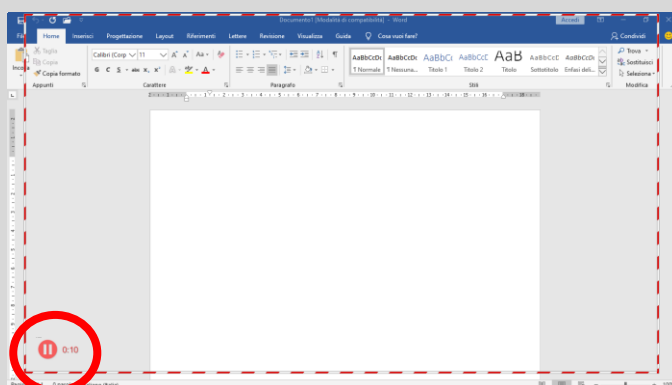 Documento1 [Modalità di compatibilità] - Word
Accedi
File Home Inserisci Progettazione Layout Riferimenti Lettere Revisione Visualizza Guida Cosa vuoi fare? Condividi
Taglia
Copia
Copia formato
Calibri (Corp 11
G C S abc x, x²
AaBbCcDc AaBbCcDc AaBbCc AaBbCcC AaB AaBbCcC AaBbCcDc
¶ Normale ¶ Nessuna... Titolo 1 Titolo 2 Titolo Sottotitolo Enfasi deli...
Trova
Sostituisci
Seleziona
Appunti Carattere Paragrafo Stili Modifica
0:10